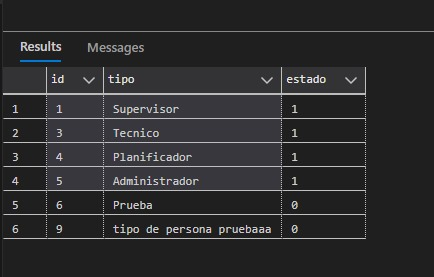 Results Messages
id tipo estado
1 1 Supervisor 1
2 3 Tecnico 1
3 4 Planificador 1
4 5 Administrador 1
5 6 Prueba 0
6 9 tipo de persona pruebaaa 0